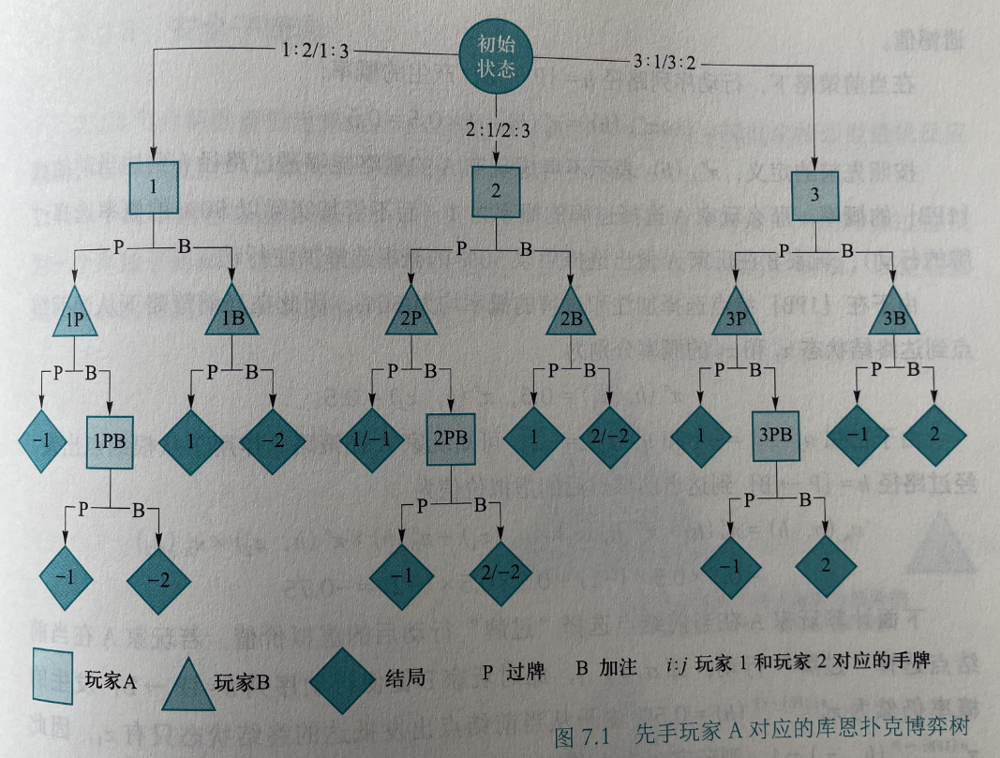 初始
状态
1:2/1:3
3:1/3:2
2:1/2:3
1
2
3
P B P B P B
1P 1B 2P 2B 3P 3B
P B P B P B P B P B P B
−1 1PB 1 −2 1/−1 2PB 1 2/−2 1 3PB −1 2
P B P B P B
−1 −2 −1 2/−2 −1 2
玩家A 玩家B 结局 P 过牌 B 加注 i:j 玩家 1 和玩家 2 对应的手牌
图 7.1 先手玩家 A 对应的库恩扑克博弈树